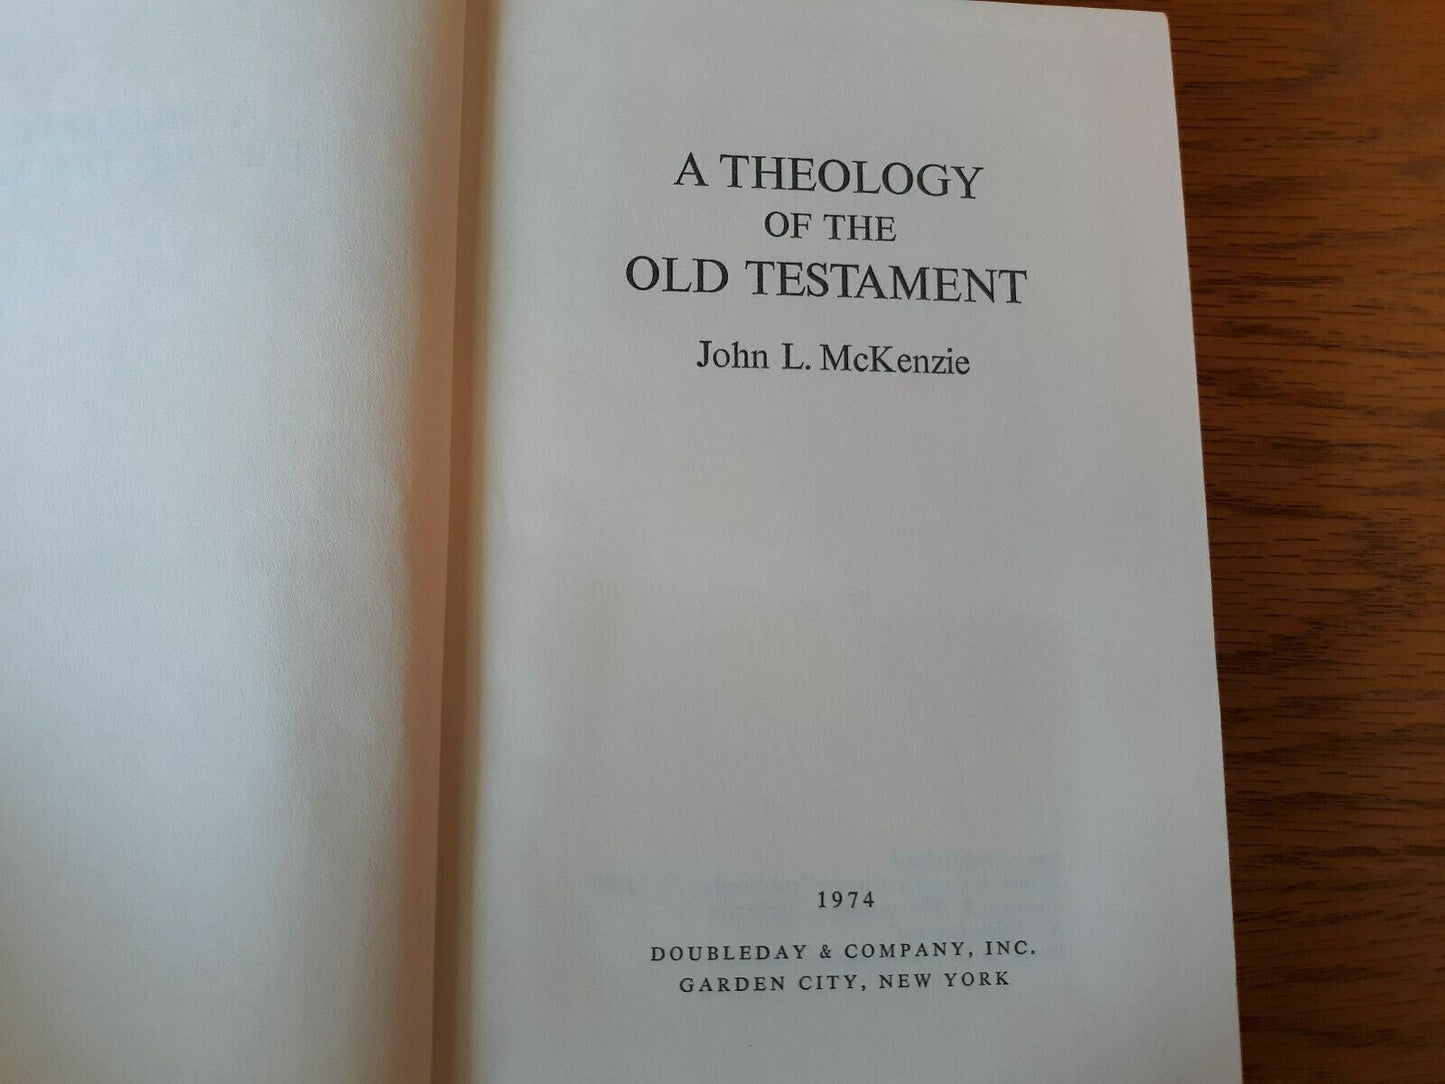 A THEOLOGY
OF THE
OLD TESTAMENT
John L. McKenzie
1974
DOUBLEDAY & COMPANY, INC.
GARDEN CITY, NEW YORK